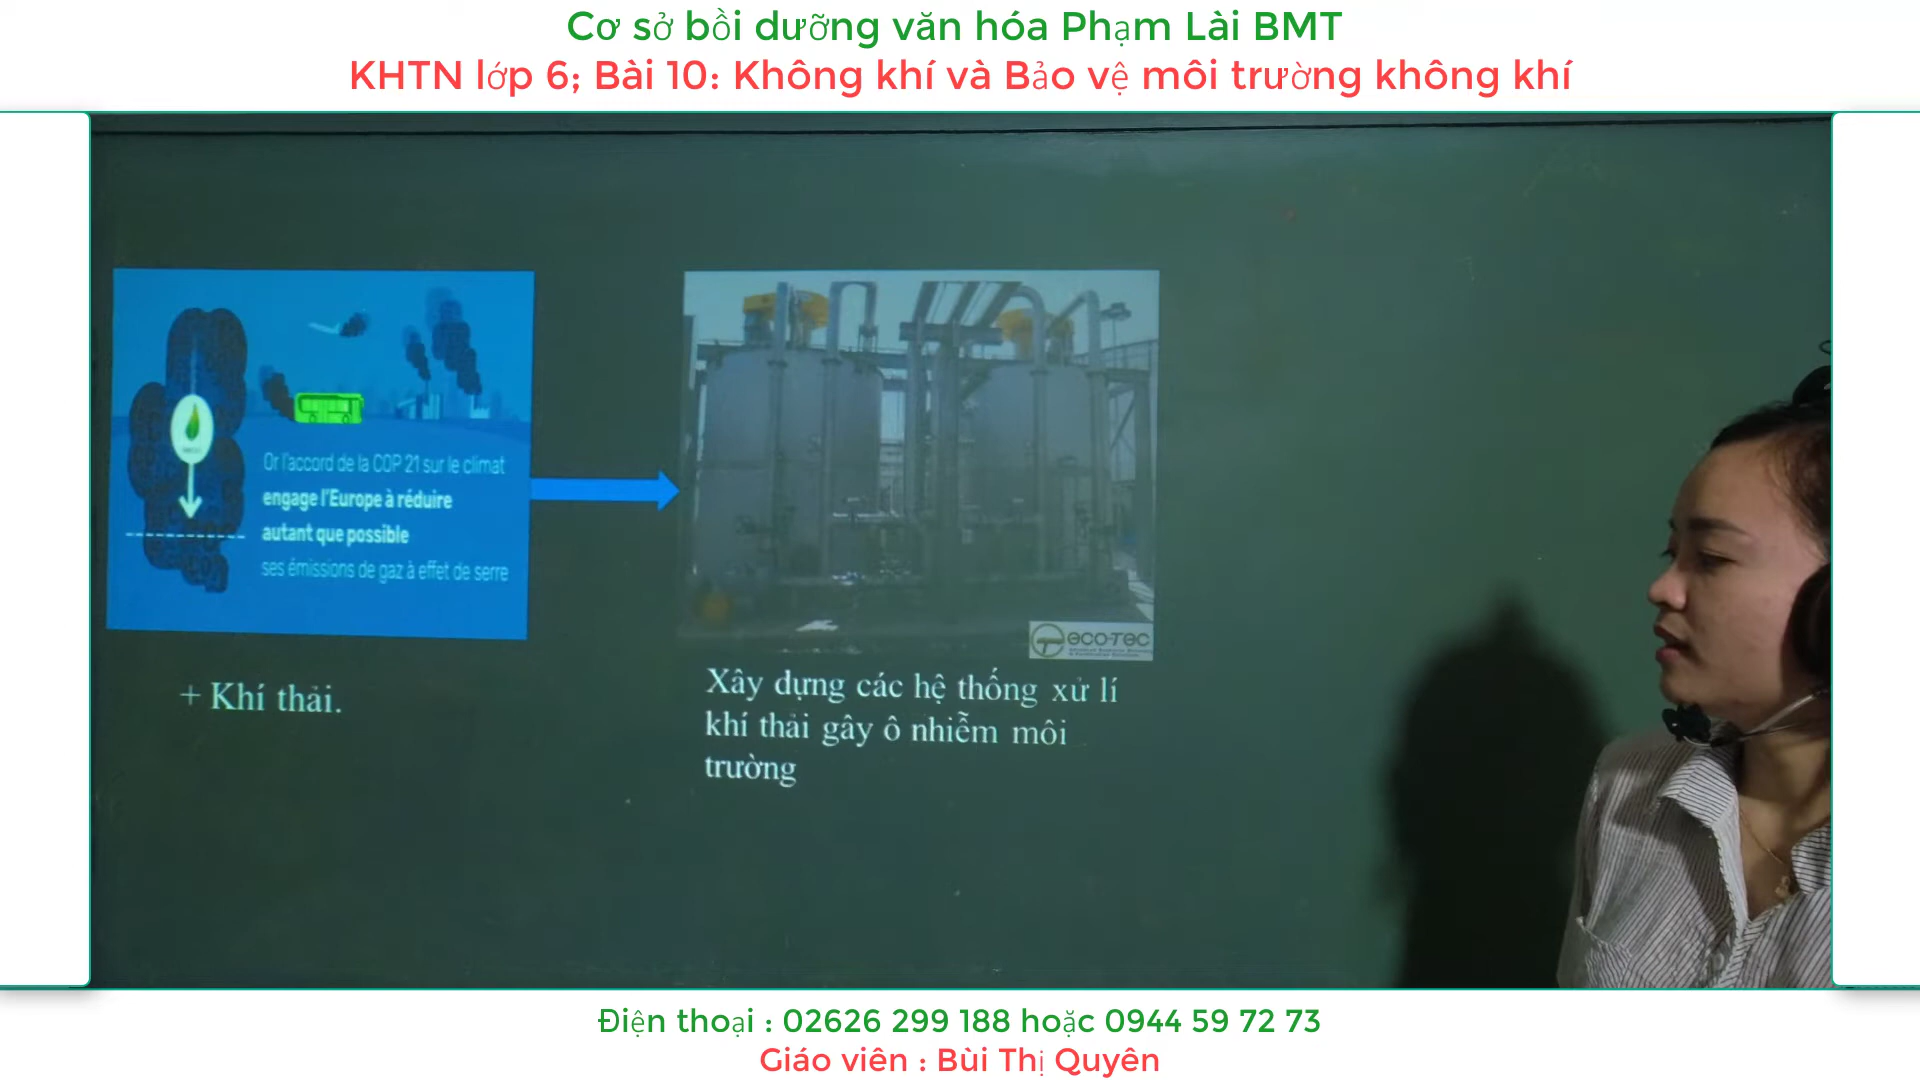 Cơ sở bồi dưỡng văn hóa Phạm Lài BMT
KHTN lớp 6; Bài 10: Không khí và Bảo vệ môi trường không khí
Or l'accord de la COP 21 sur le climat
engage l'Europe à réduire
autant que possible
ses émissions de gaz à effet de serre
+ Khí thải.
eco-Tec
Xây dựng các hệ thống xử lí
khí thải gây ô nhiễm môi
trường
Điện thoại : 02626 299 188 hoặc 0944 59 72 73
Giáo viên : Bùi Thị Quyên